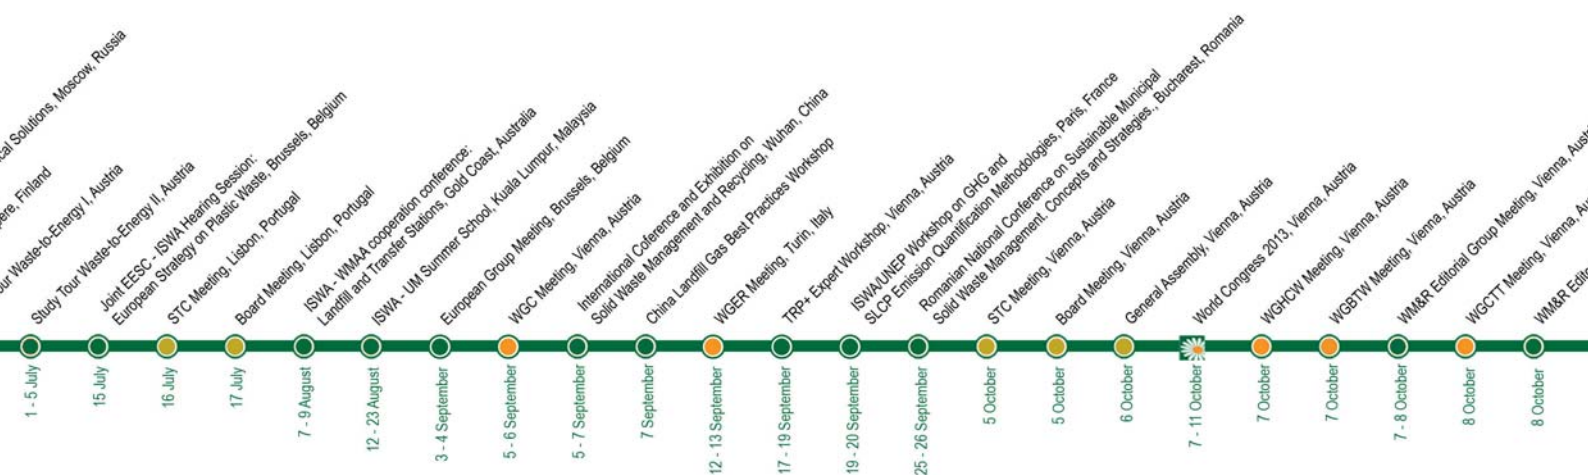 cal Solutions, Moscow, Russia
pere, Finland
our Waste-to-Energy I, Austria
Study Tour Waste-to-Energy II, Austria
1 - 5 July
Joint EESC - ISWA Hearing Session:
European Strategy on Plastic Waste, Brussels, Belgium
15 July
STC Meeting, Lisbon, Portugal
16 July
Board Meeting, Lisbon, Portugal
17 July
ISWA - WMAA cooperation conference:
Landfill and Transfer Stations, Gold Coast, Australia
7 - 9 August
ISWA - UM Summer School, Kuala Lumpur, Malaysia
12 - 23 August
European Group Meeting, Brussels, Belgium
3 - 4 September
WGC Meeting, Vienna, Austria
5 - 6 September
International Coference and Exhibition on
Solid Waste Management and Recycling, Wuhan, China
5 - 7 September
China Landfill Gas Best Practices Workshop
7 September
WGER Meeting, Turin, Italy
12 - 13 September
TRP+ Expert Workshop, Vienna, Austria
17 - 19 September
ISWA/UNEP Workshop on GHG and
SLCP Emission Quantification Methodologies, Paris, France
19 - 20 September
Romanian National Conference on Sustainable Municipal
Solid Waste Management, Concepts and Strategies., Bucharest, Romania
25 - 26 September
STC Meeting, Vienna, Austria
5 October
Board Meeting, Vienna, Austria
5 October
General Assembly, Vienna, Austria
6 October
World Congress 2013, Vienna, Austria
7 - 11 October
WGHCW Meeting, Vienna, Austria
7 October
WGBTW Meeting, Vienna, Austria
7 October
WM&R Editorial Group Meeting, Vienna, Aust
7 - 8 October
WGCTT Meeting, Vienna, Au
8 October
WM&R Edito
8 October